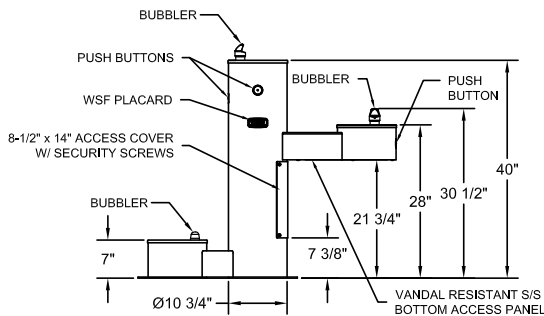 BUBBLER
PUSH BUTTONS
WSF PLACARD
8-1/2" x 14" ACCESS COVER
W/ SECURITY SCREWS
BUBBLER
BUBBLER
PUSH
BUTTON
40"
30 1/2"
28"
21 3/4"
7 3/8"
7"
Ø10 3/4"
VANDAL RESISTANT S/S
BOTTOM ACCESS PANEL